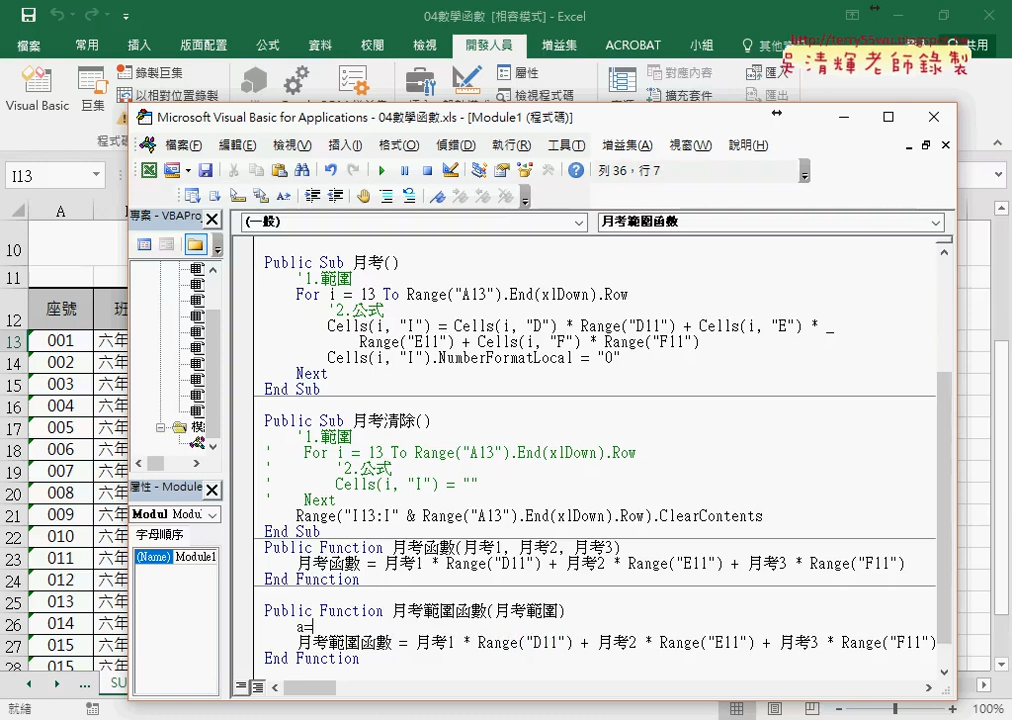 04數學函數 [相容模式] - Excel
http://terry55wu.
吳清輝老師錄製
檔案 常用 插入 版面配置 公式 資料 校閱 檢視 開發人員 增益集 ACROBAT 小組 其他 共用
Visual Basic 巨集 錄製巨集 以相對位置錄製 屬性 檢視程式碼 對應內容 擴充套件 匯出
Microsoft Visual Basic for Applications - 04數學函數.xls - [Module1 (程式碼)]
檔案(F) 編輯(E) 檢視(V) 插入(I) 格式(O) 偵錯(D) 執行(R) 工具(T) 增益集(A) 視窗(W) 說明(H)
列 36，行 7
I13
A
專案 - VBAPro
(一般) 月考範圍函數
Public Sub 月考()
'1.範圍
For i = 13 To Range("A13").End(xlDown).Row
'2.公式
Cells(i, "I") = Cells(i, "D") * Range("D11") + Cells(i, "E") * _
Range("E11") + Cells(i, "F") * Range("F11")
Cells(i, "I").NumberFormatLocal = "0"
Next
End Sub
Public Sub 月考清除()
'1.範圍
' For i = 13 To Range("A13").End(xlDown).Row
' '2.公式
' Cells(i, "I") = ""
' Next
Range("I13:I" & Range("A13").End(xlDown).Row).ClearContents
End Sub
Public Function 月考函數(月考1, 月考2, 月考3)
月考函數 = 月考1 * Range("D11") + 月考2 * Range("E11") + 月考3 * Range("F11")
End Function
Public Function 月考範圍函數(月考範圍)
a=
月考範圍函數 = 月考1 * Range("D11") + 月考2 * Range("E11") + 月考3 * Range("F11")
End Function
屬性 - Module
Modul Modu
字母順序
(Name) Module1
10
11
12 座號 班
13 001 六年
14 002 六年
15 003 六年
16 004 六年
17 005 六年
18 006 六年
19 007 六年
20 008 六年
21 009 六年
22 010 六年
23 011 六年
24 012 六年
25 013 六年
26 014 六年
27 015 六年
28 015 六年
... SU
就緒 100%